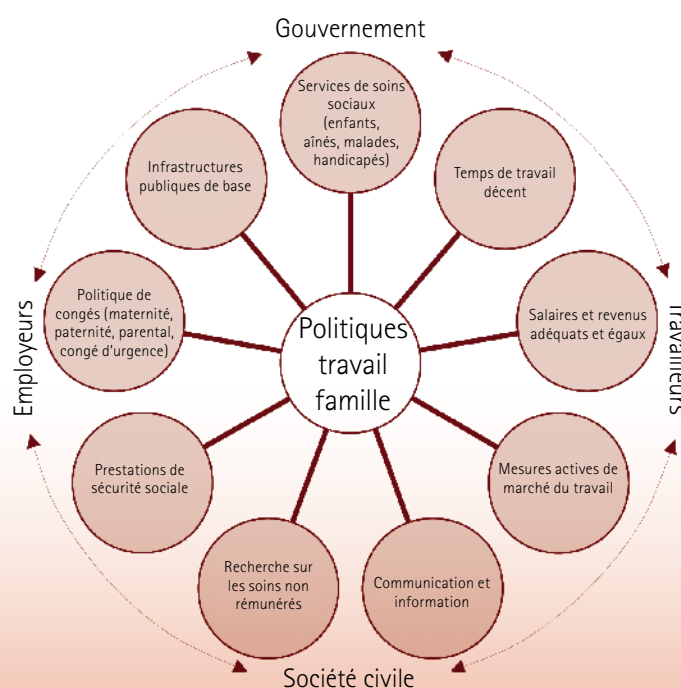 Gouvernement
Services de soins
sociaux
(enfants,
aînés, malades,
handicapés)
Temps de travail
décent
Salaires et revenus
adéquats et égaux
Travailleurs
Mesures actives de
marché du travail
Communication et
information
Société civile
Recherche sur
les soins non
rémunérés
Prestations de
sécurité sociale
Employeurs
Politique de
congés (maternité,
paternité, parental,
congé d'urgence)
Infrastructures
publiques de base
Politiques
travail
famille